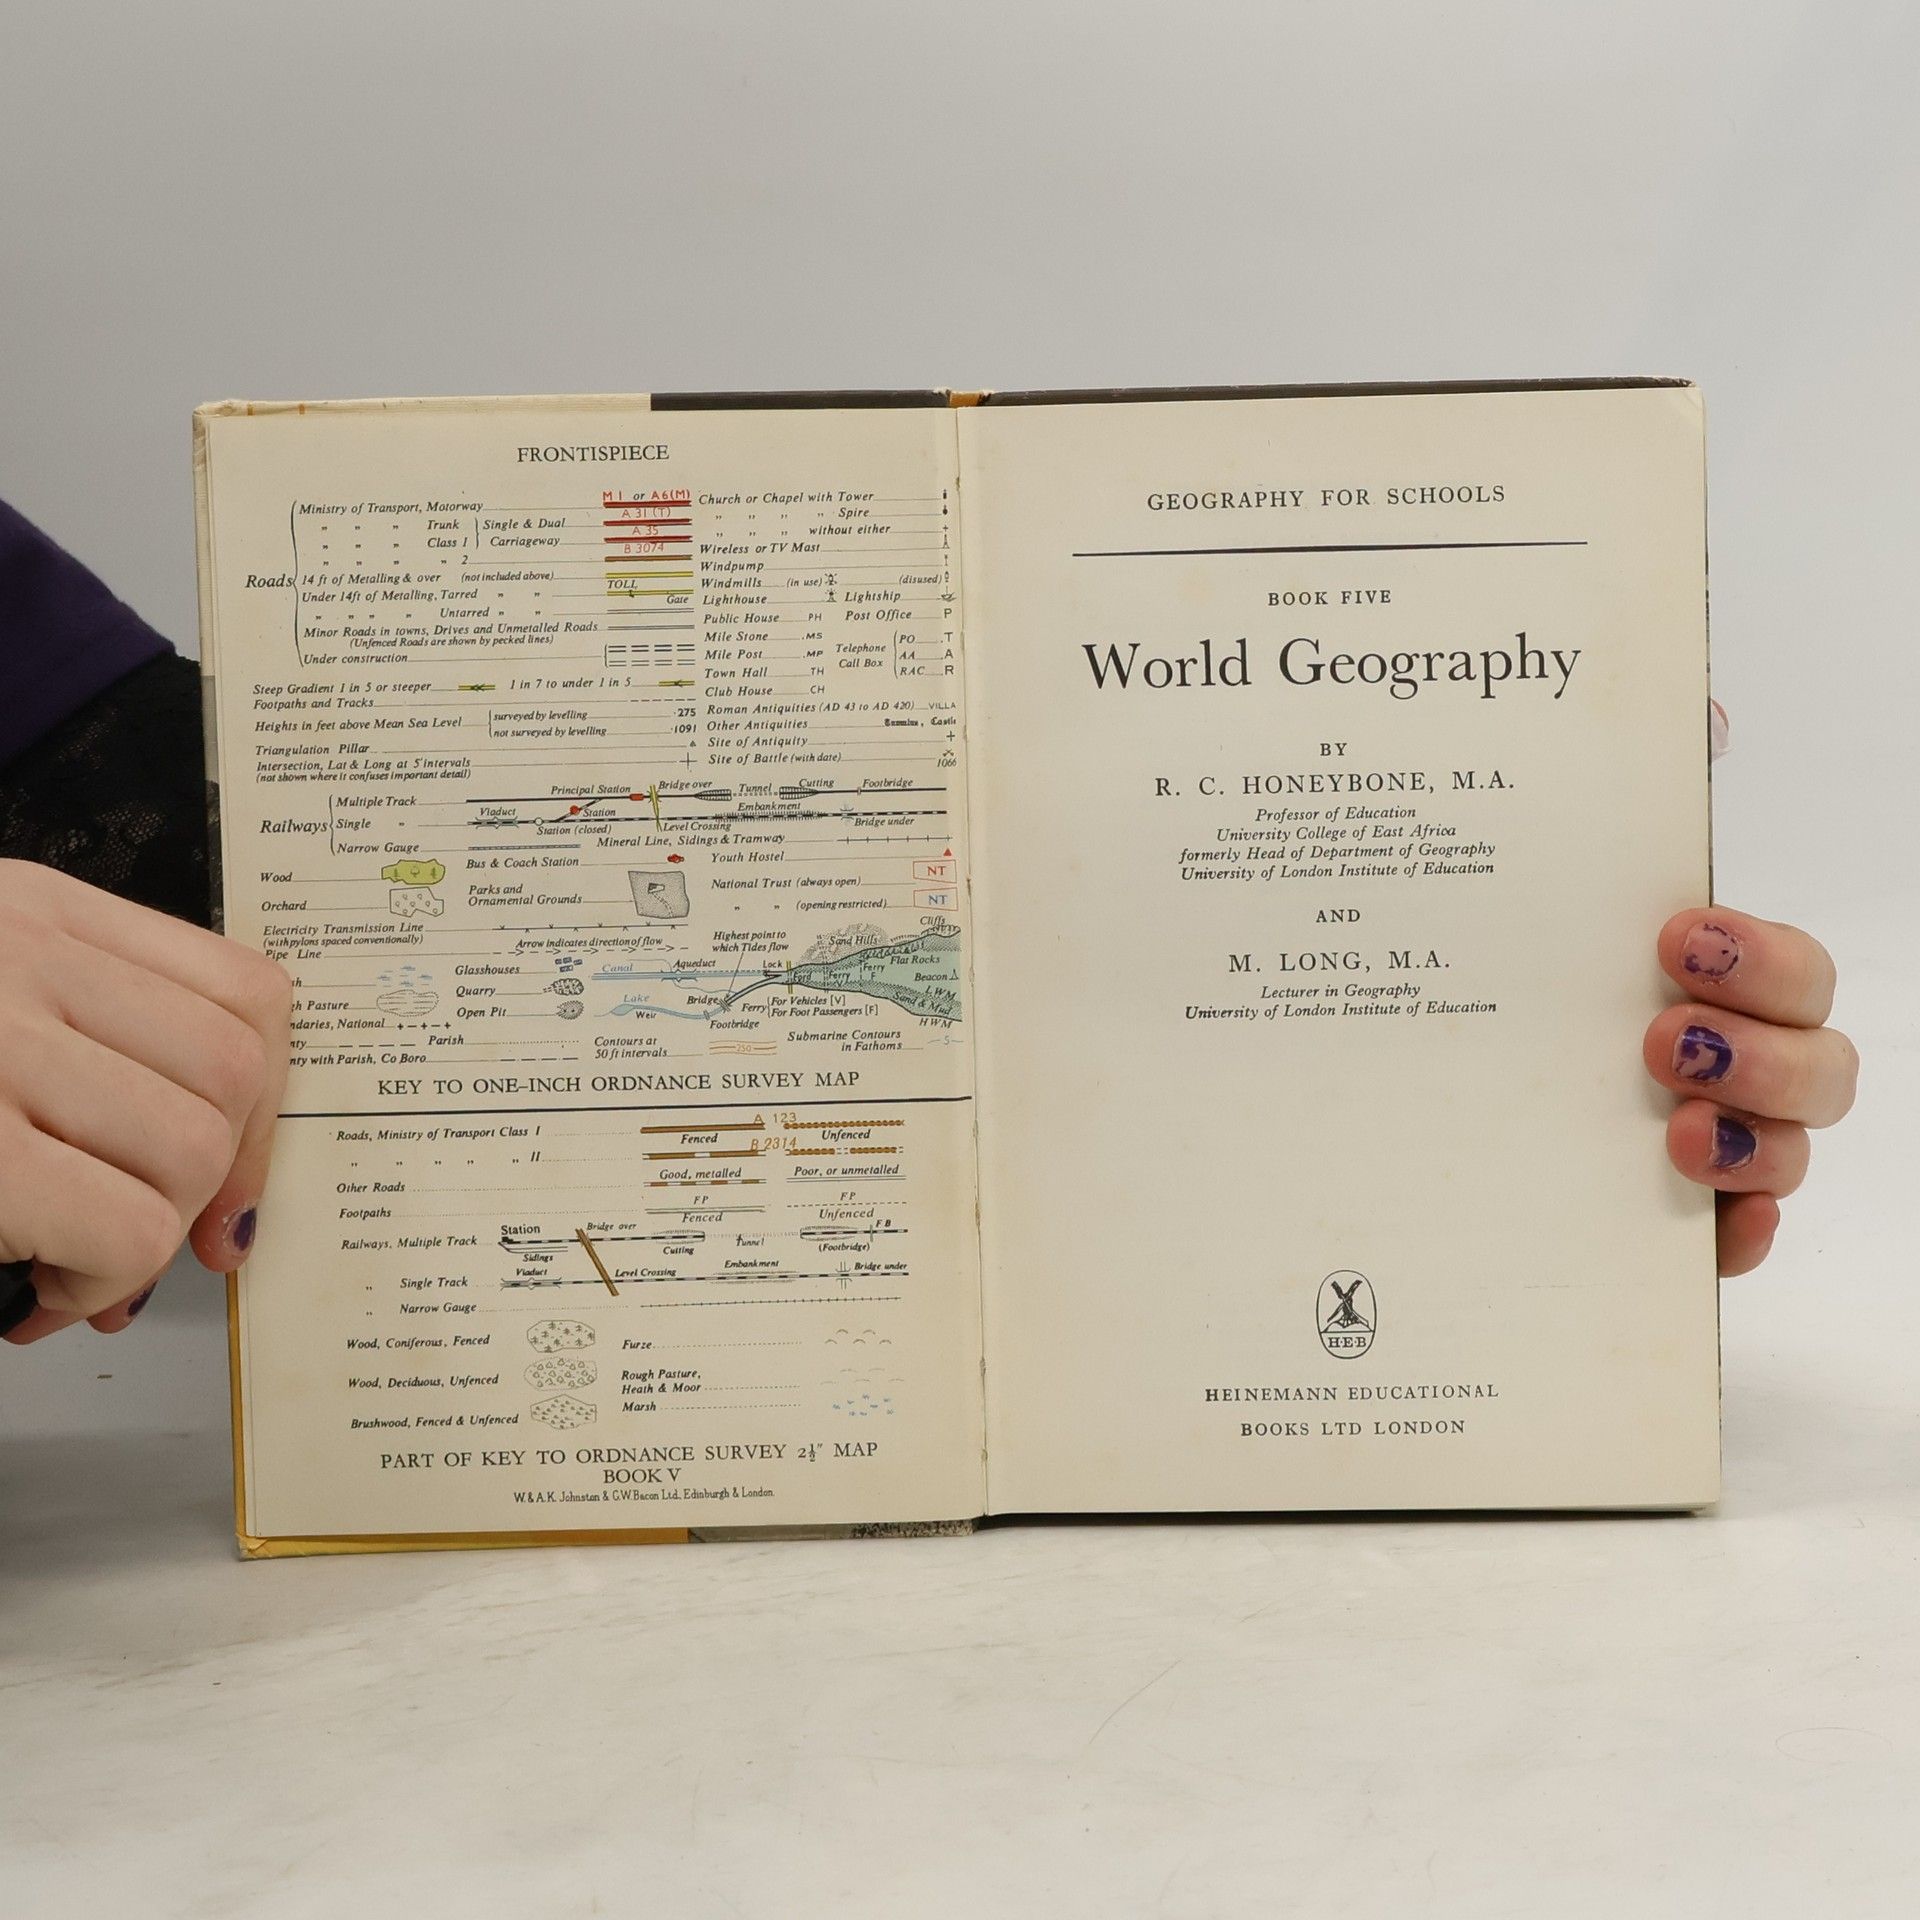 FRONTISPIECE
Roads
Ministry of Transport, Motorway M 1 or A 6(M)
„ „ „ Trunk Single & Dual A 31 (T)
„ „ „ Class 1 Carriageway A 35
„ „ „ „ 2 B 3074
14 ft of Metalling & over (not included above)
Under 14ft of Metalling, Tarred „ „ TOLL Gate
„ „ „ „ Untarred „ „
Minor Roads in towns, Drives and Unmetalled Roads
(Unfenced Roads are shown by pecked lines)
Under construction
Steep Gradient 1 in 5 or steeper 1 in 7 to under 1 in 5
Footpaths and Tracks
Heights in feet above Mean Sea Level
surveyed by levelling .275
not surveyed by levelling .1091
Triangulation Pillar
Intersection, Lat & Long at 5' intervals
(not shown where it confuses important detail)
Church or Chapel with Tower
„ „ „ „ Spire
„ „ „ without either
Wireless or TV Mast
Windpump
Windmills (in use) (disused)
Lighthouse Lightship
Public House PH Post Office P
Mile Stone .MS
Mile Post .MP
Town Hall TH
Club House CH
Telephone
Call Box
PO T
AA A
RAC R
Roman Antiquities (AD 43 to AD 420) VILLA
Other Antiquities Tumulus, Castle
Site of Antiquity
Site of Battle (with date) 1066
Railways
Multiple Track
Single „
Narrow Gauge
Principal Station Bridge over Tunnel Cutting Footbridge
Viaduct Station Embankment
Station (closed) Level Crossing Bridge under
Mineral Line, Sidings & Tramway
Wood
Bus & Coach Station
Youth Hostel
Orchard
Parks and
Ornamental Grounds
National Trust (always open) NT
„ „ (opening restricted) NT
Electricity Transmission Line
(with pylons spaced conventionally)
Pipe Line Arrow indicates direction of flow
Highest point to
which Tides flow
Sand Hills Cliffs
Flat Rocks
Glasshouses
Canal Aqueduct Lock Ford Ferry Ferry
V F
Beacon
Quarry
Lake Weir Bridge
LWM
Sand & Mud
HWM
gh Pasture
Open Pit
Ferry For Vehicles [V]
For Foot Passengers [F]
Footbridge
ndaries, National
nty Parish
nty with Parish, Co Boro
Contours at
50 ft intervals 250
Submarine Contours
in Fathoms 5
KEY TO ONE-INCH ORDNANCE SURVEY MAP
Roads, Ministry of Transport Class I A 123
Fenced Unfenced
„ „ „ „ „ II B 2314
Good, metalled Poor, or unmetalled
Other Roads
FP FP
Footpaths Fenced Unfenced
Railways, Multiple Track Station Sidings Bridge over Cutting Tunnel (Footbridge) F B
„ Single Track Viaduct Level Crossing Embankment Bridge under
„ Narrow Gauge
Wood, Coniferous, Fenced
Furze
Wood, Deciduous, Unfenced
Rough Pasture,
Heath & Moor
Marsh
Brushwood, Fenced & Unfenced
PART OF KEY TO ORDNANCE SURVEY 2½" MAP
BOOK V
W. & A.K. Johnston & G.W. Bacon Ltd., Edinburgh & London.
GEOGRAPHY FOR SCHOOLS
BOOK FIVE
World Geography
BY
R. C. HONEYBONE, M.A.
Professor of Education
University College of East Africa
formerly Head of Department of Geography
University of London Institute of Education
AND
M. LONG, M.A.
Lecturer in Geography
University of London Institute of Education
H·E·B
HEINEMANN EDUCATIONAL
BOOKS LTD LONDON